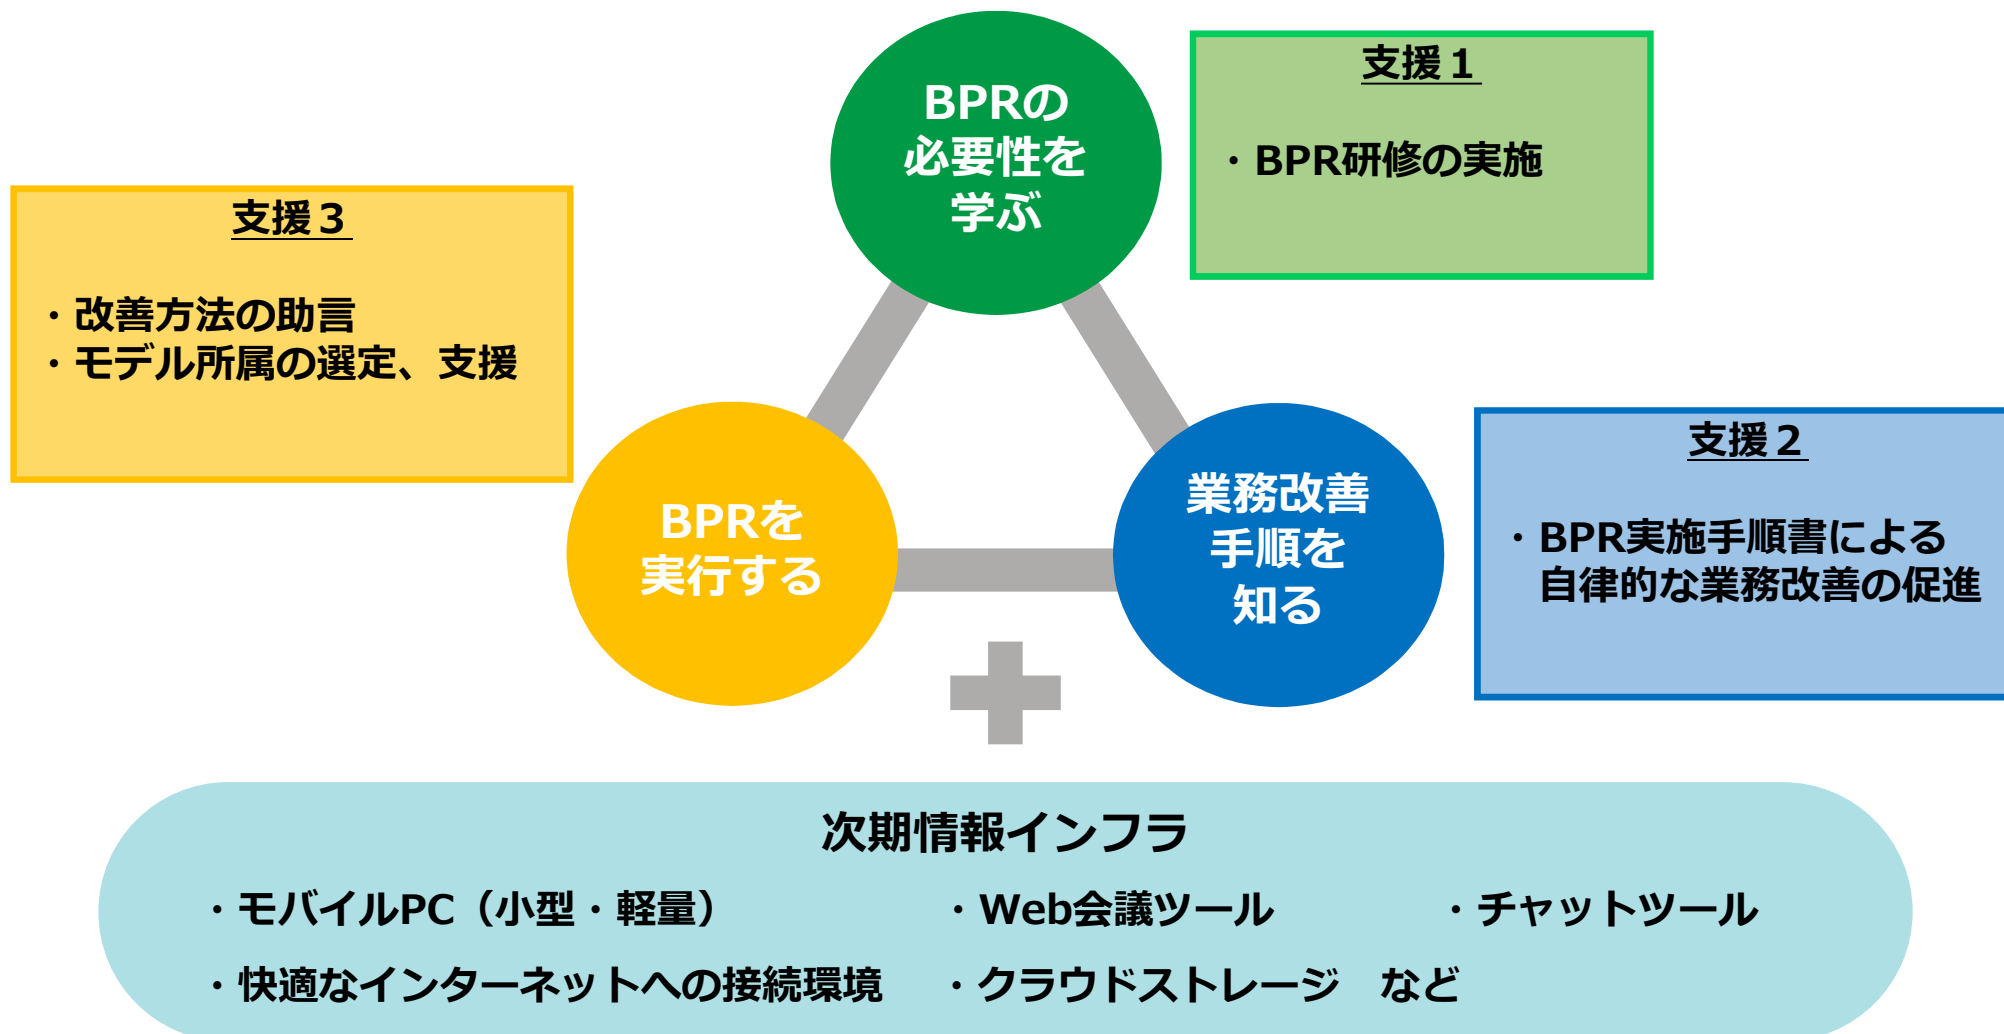 BPRの
必要性を
学ぶ
支援１
・BPR研修の実施
支援３
・改善方法の助言
・モデル所属の選定、支援
BPRを
実行する
業務改善
手順を
知る
支援２
・BPR実施手順書による
自律的な業務改善の促進
次期情報インフラ
・モバイルPC（小型・軽量） ・Web会議ツール ・チャットツール
・快適なインターネットへの接続環境 ・クラウドストレージ　など